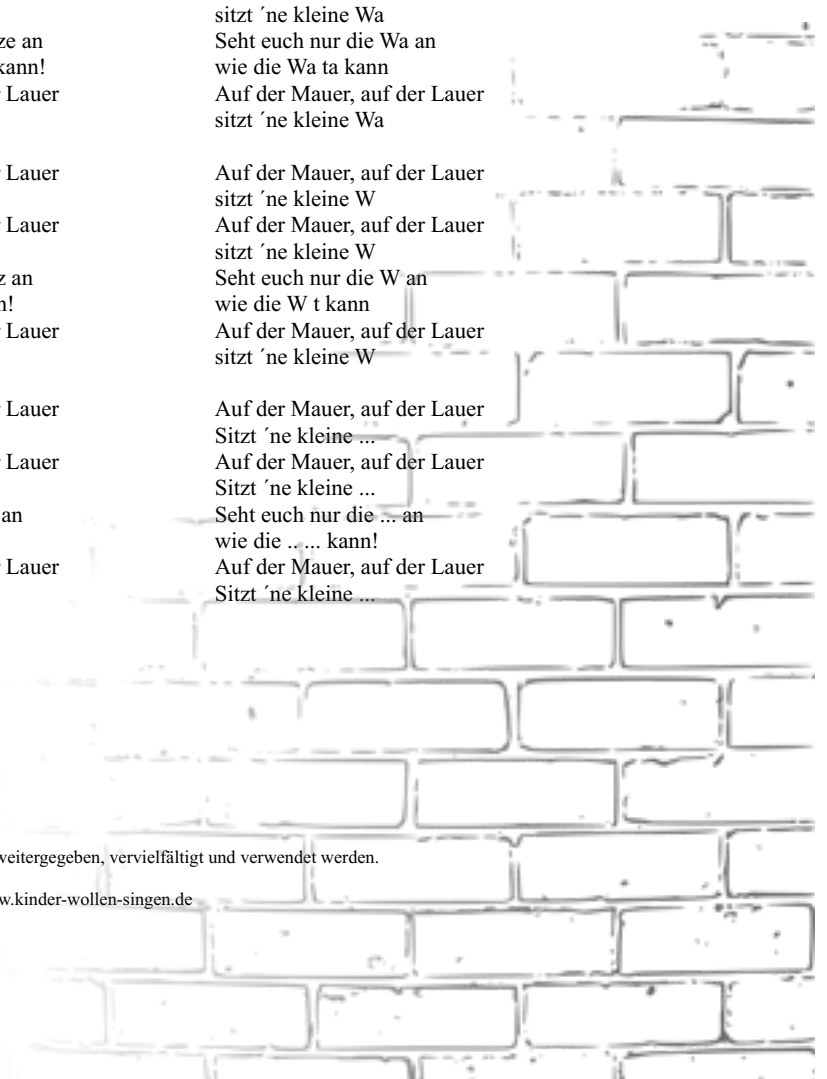 ze an
kann!
Lauer
Lauer
Lauer
z an
n!
Lauer
Lauer
Lauer
an
Lauer
sitzt ´ne kleine Wa
Seht euch nur die Wa an
wie die Wa ta kann
Auf der Mauer, auf der Lauer
sitzt ´ne kleine Wa
Auf der Mauer, auf der Lauer
sitzt ´ne kleine W
Auf der Mauer, auf der Lauer
sitzt ´ne kleine W
Seht euch nur die W an
wie die W t kann
Auf der Mauer, auf der Lauer
sitzt ´ne kleine W
Auf der Mauer, auf der Lauer
Sitzt ´ne kleine ...
Auf der Mauer, auf der Lauer
Sitzt ´ne kleine ...
Seht euch nur die ... an
wie die .. ... kann!
Auf der Mauer, auf der Lauer
Sitzt ´ne kleine ...
weitergegeben, vervielfältigt und verwendet werden.
w.kinder-wollen-singen.de